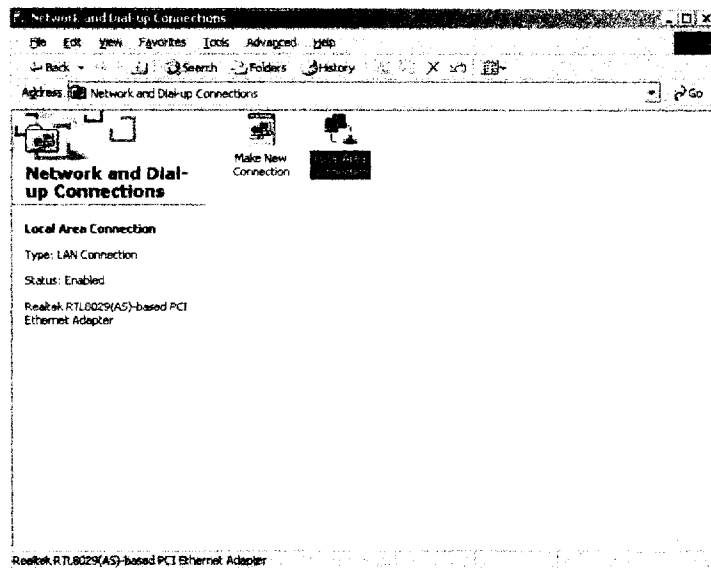 Network and Dial-up Connections
File Edit View Favorites Tools Advanced Help
Back Search Folders History
Address Network and Dial-up Connections Go
Make New
Connection
Local Area
Connection
Network and Dial-
up Connections
Local Area Connection
Type: LAN Connection
Status: Enabled
Realtek RTL8029(AS)-based PCI
Ethernet Adapter
Realtek RTL8029(AS)-based PCI Ethernet Adapter